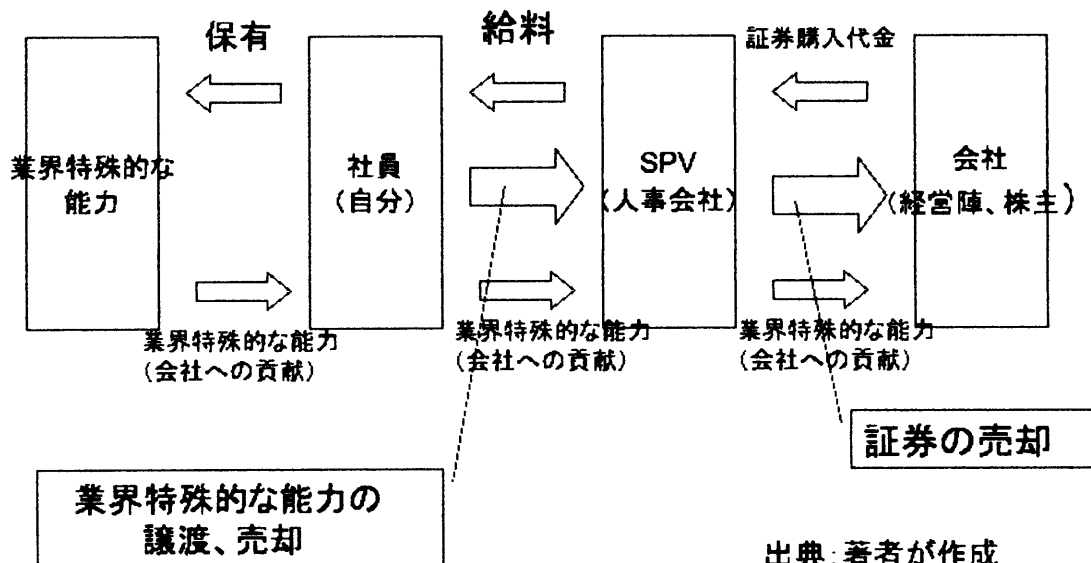 保有
給料
証券購入代金
業界特殊的な
能力
社員
(自分)
SPV
(人事会社)
会社
(経営陣、株主)
業界特殊的な能力
(会社への貢献)
業界特殊的な能力
(会社への貢献)
業界特殊的な能力
(会社への貢献)
証券の売却
業界特殊的な能力の
譲渡、売却
出典:著者が作成